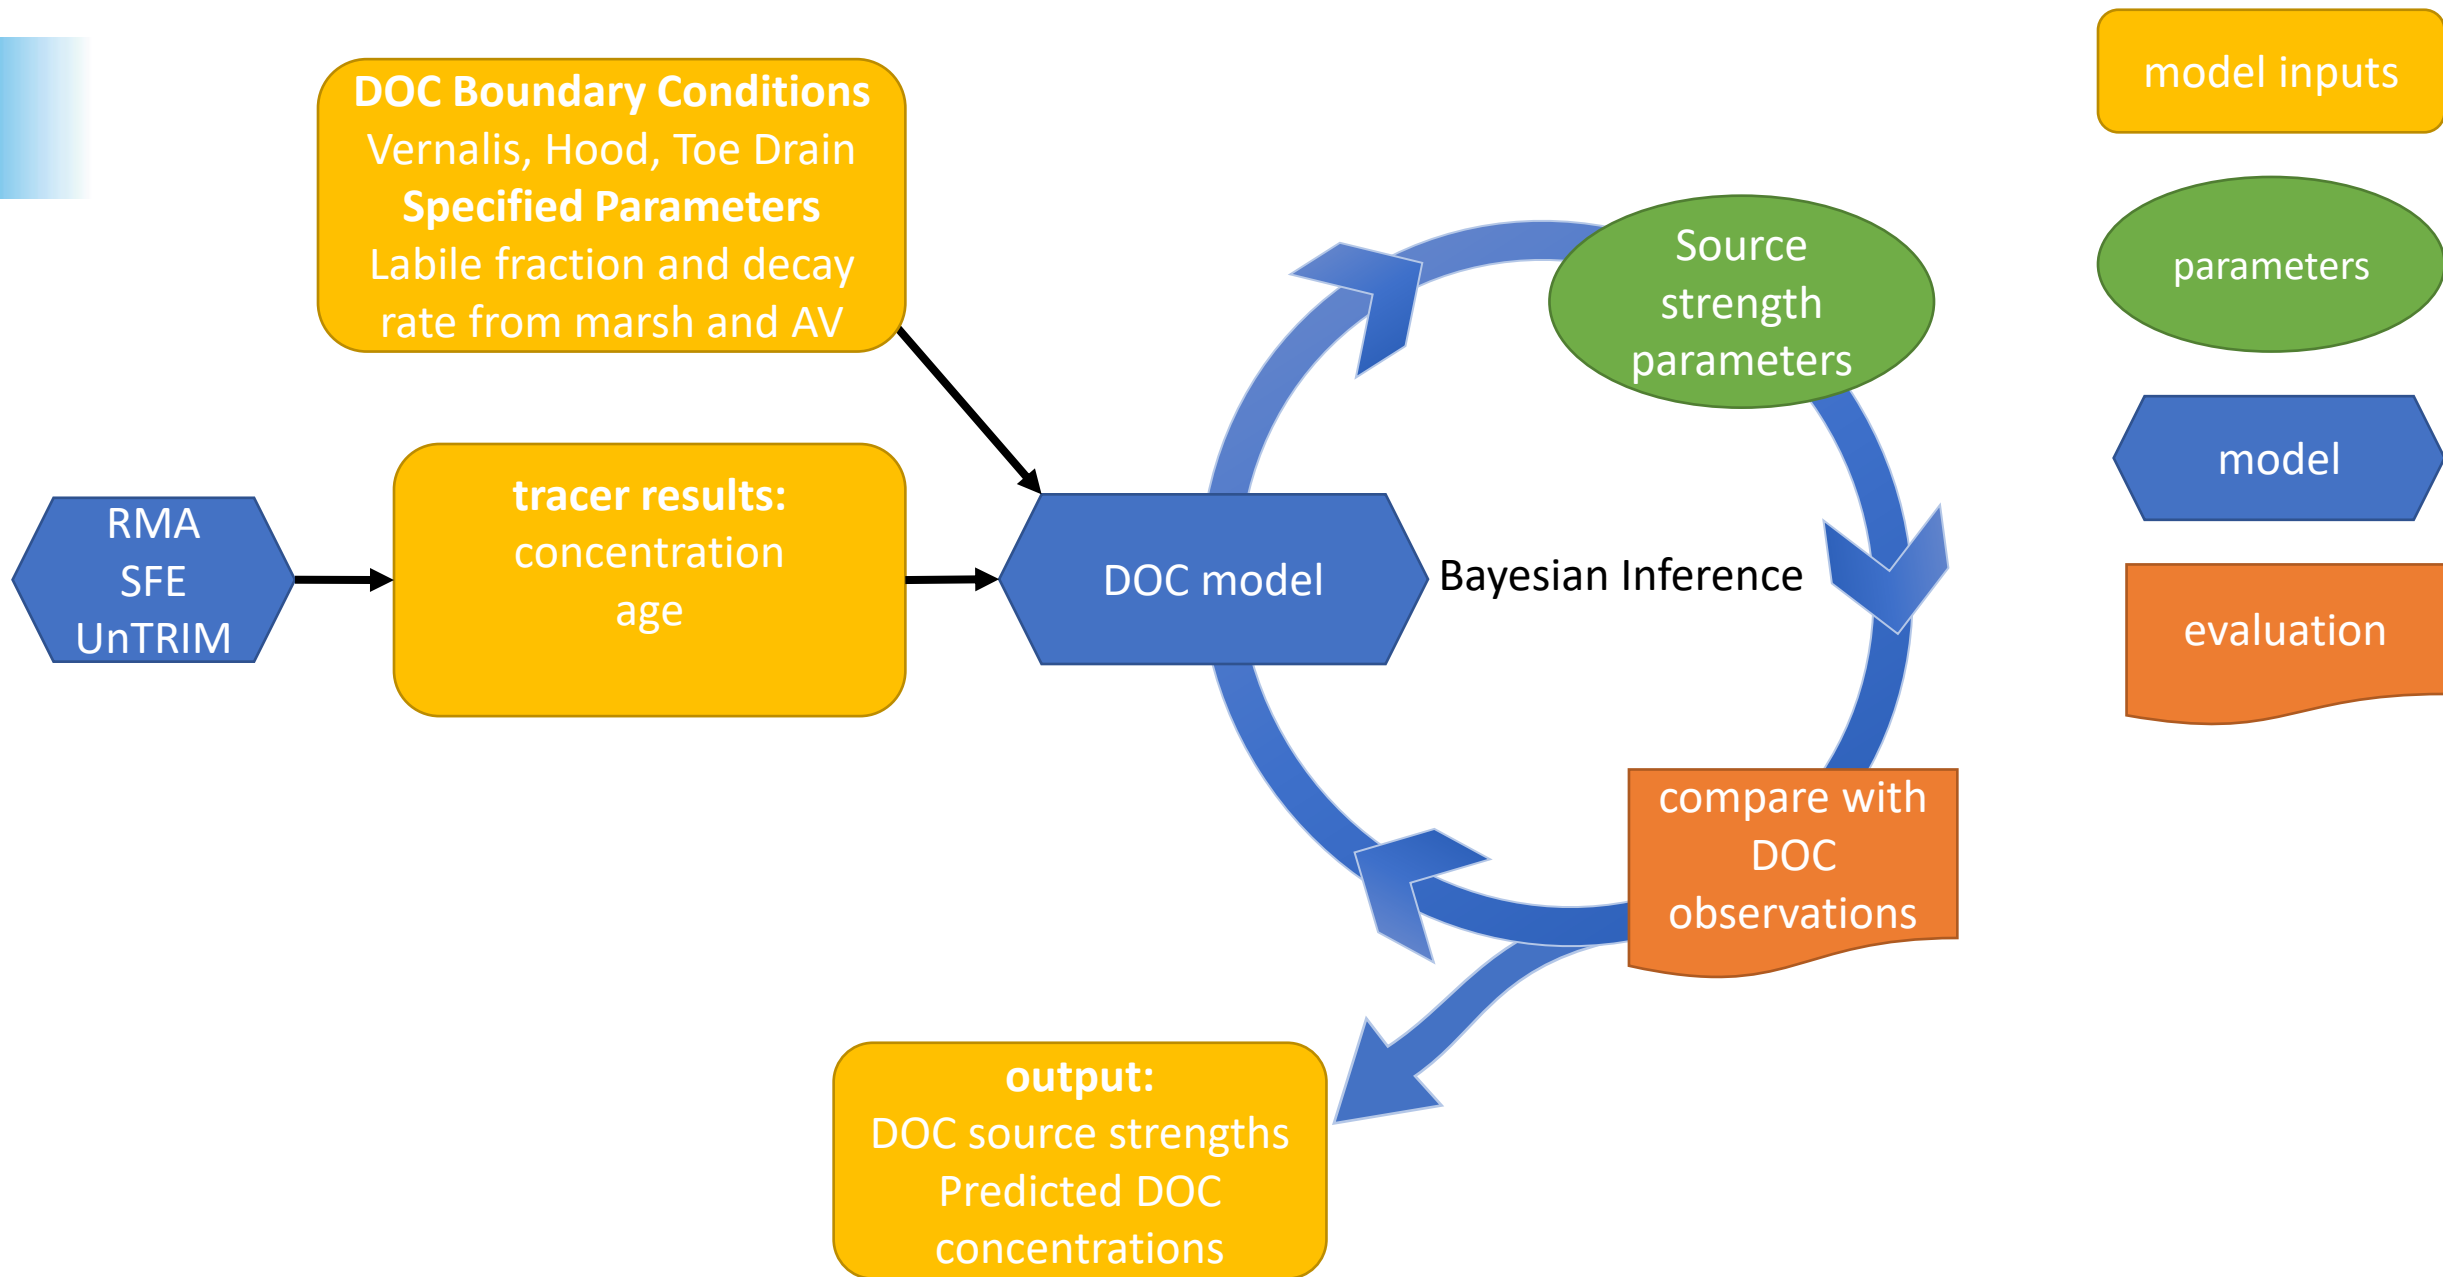 DOC Boundary Conditions
Vernalis, Hood, Toe Drain
Specified Parameters
Labile fraction and decay
rate from marsh and AV
RMA
SFE
UnTRIM
tracer results:
concentration
age
DOC model
Bayesian Inference
Source
strength
parameters
compare with
DOC
observations
output:
DOC source strengths
Predicted DOC
concentrations
model inputs
parameters
model
evaluation